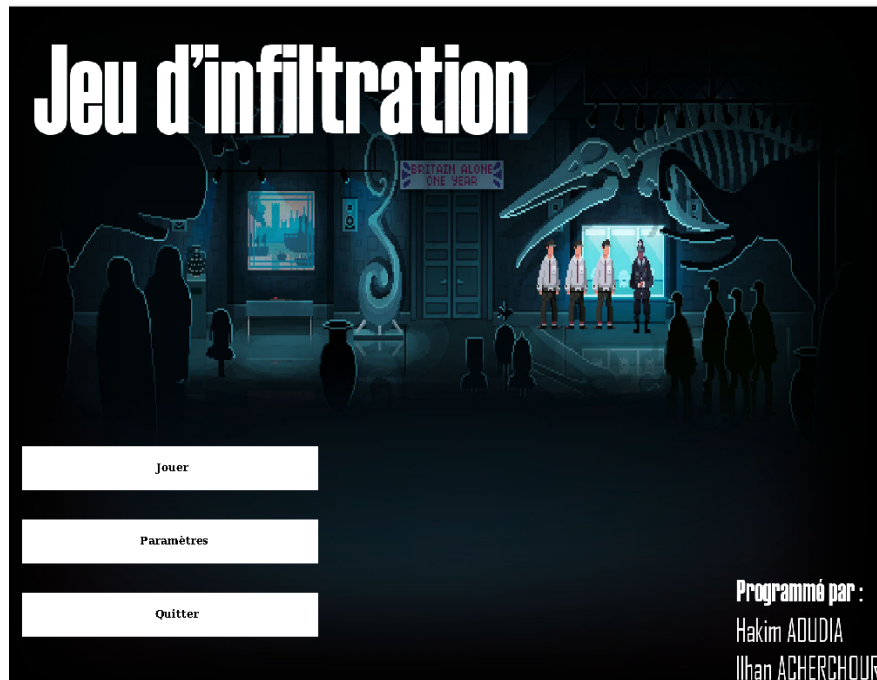 Jeu d'infiltration
BRITAIN ALONE
ONE YEAR
Jouer
Paramètres
Quitter
Programmé par :
Hakim AOUDIA
Ilhan ACHERCHOUR